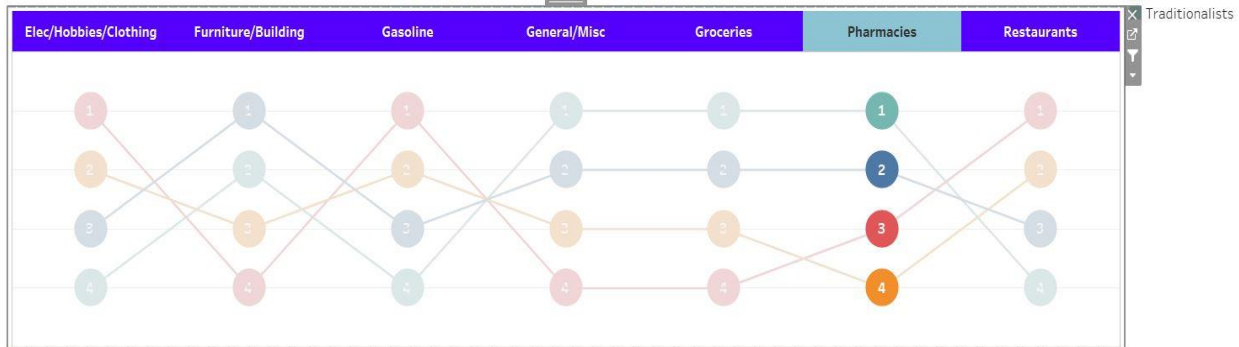 Traditionalists
Elec/Hobbies/Clothing Furniture/Building Gasoline General/Misc Groceries Pharmacies Restaurants
1 1 1 1 1 1 1
2 2 2 2 2 2 2
3 3 3 3 3 3 3
4 4 4 4 4 4 4